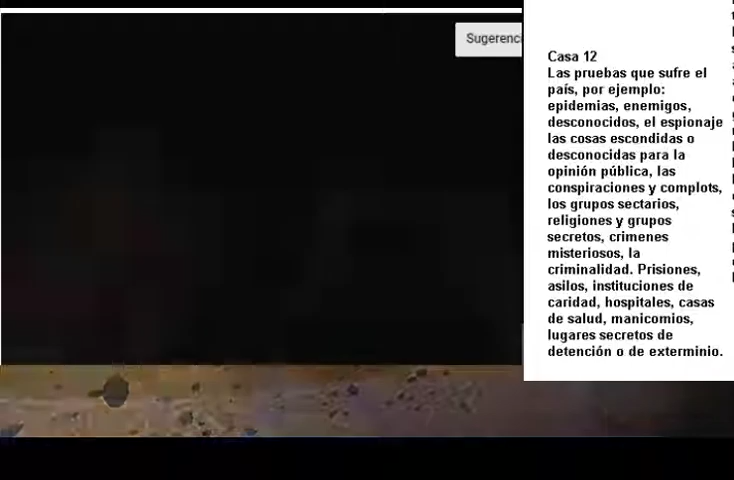 Sugerenc
Casa 12
Las pruebas que sufre el
país, por ejemplo:
epidemias, enemigos,
desconocidos, el espionaje
las cosas escondidas o
desconocidas para la
opinión pública, las
conspiraciones y complots,
los grupos sectarios,
religiones y grupos
secretos, crimenes
misteriosos, la
criminalidad. Prisiones,
asilos, instituciones de
caridad, hospitales, casas
de salud, manicomios,
lugares secretos de
detención o de exterminio.